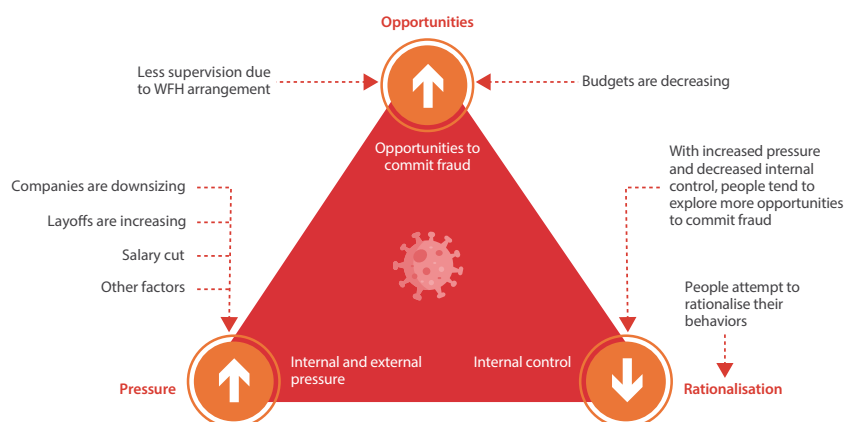 Opportunities
Less supervision due
to WFH arrangement
Budgets are decreasing
Opportunities to
commit fraud
With increased pressure
and decreased internal
control, people tend to
explore more opportunities
to commit fraud
Companies are downsizing
Layoffs are increasing
Salary cut
Other factors
People attempt to
rationalise their
behaviors
Internal and external
pressure
Internal control
Pressure
Rationalisation